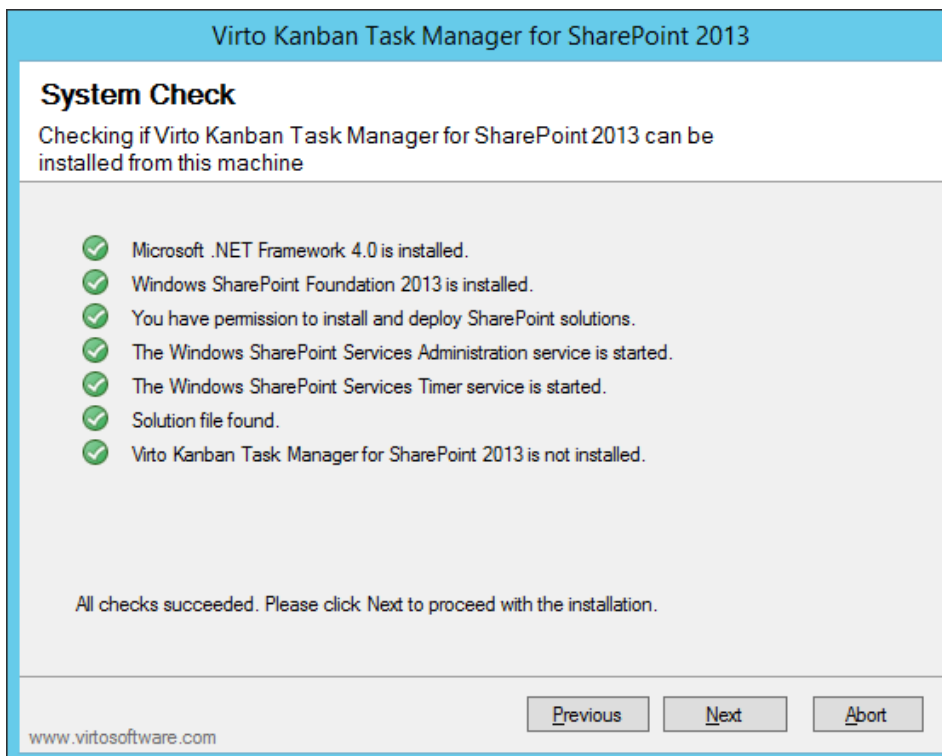 Virto Kanban Task Manager for SharePoint 2013
System Check
Checking if Virto Kanban Task Manager for SharePoint 2013 can be
installed from this machine
Microsoft .NET Framework 4.0 is installed.
Windows SharePoint Foundation 2013 is installed.
You have permission to install and deploy SharePoint solutions.
The Windows SharePoint Services Administration service is started.
The Windows SharePoint Services Timer service is started.
Solution file found.
Virto Kanban Task Manager for SharePoint 2013 is not installed.
All checks succeeded. Please click Next to proceed with the installation.
Previous Next Abort
www.virtosoftware.com